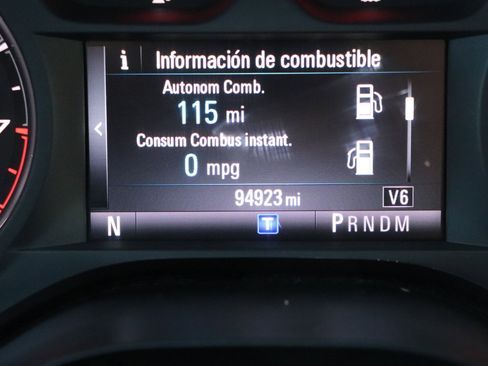 i Información de combustible
Autonom Comb.
115 mi
Consum Combus instant.
0 mpg
94923 mi V6
N T PRNDM